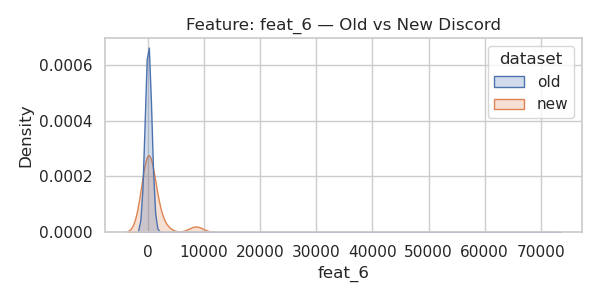 Feature: feat_6 — Old vs New Discord
dataset
old
new
Density
0.0006
0.0004
0.0002
0.0000
0 10000 20000 30000 40000 50000 60000 70000
feat_6